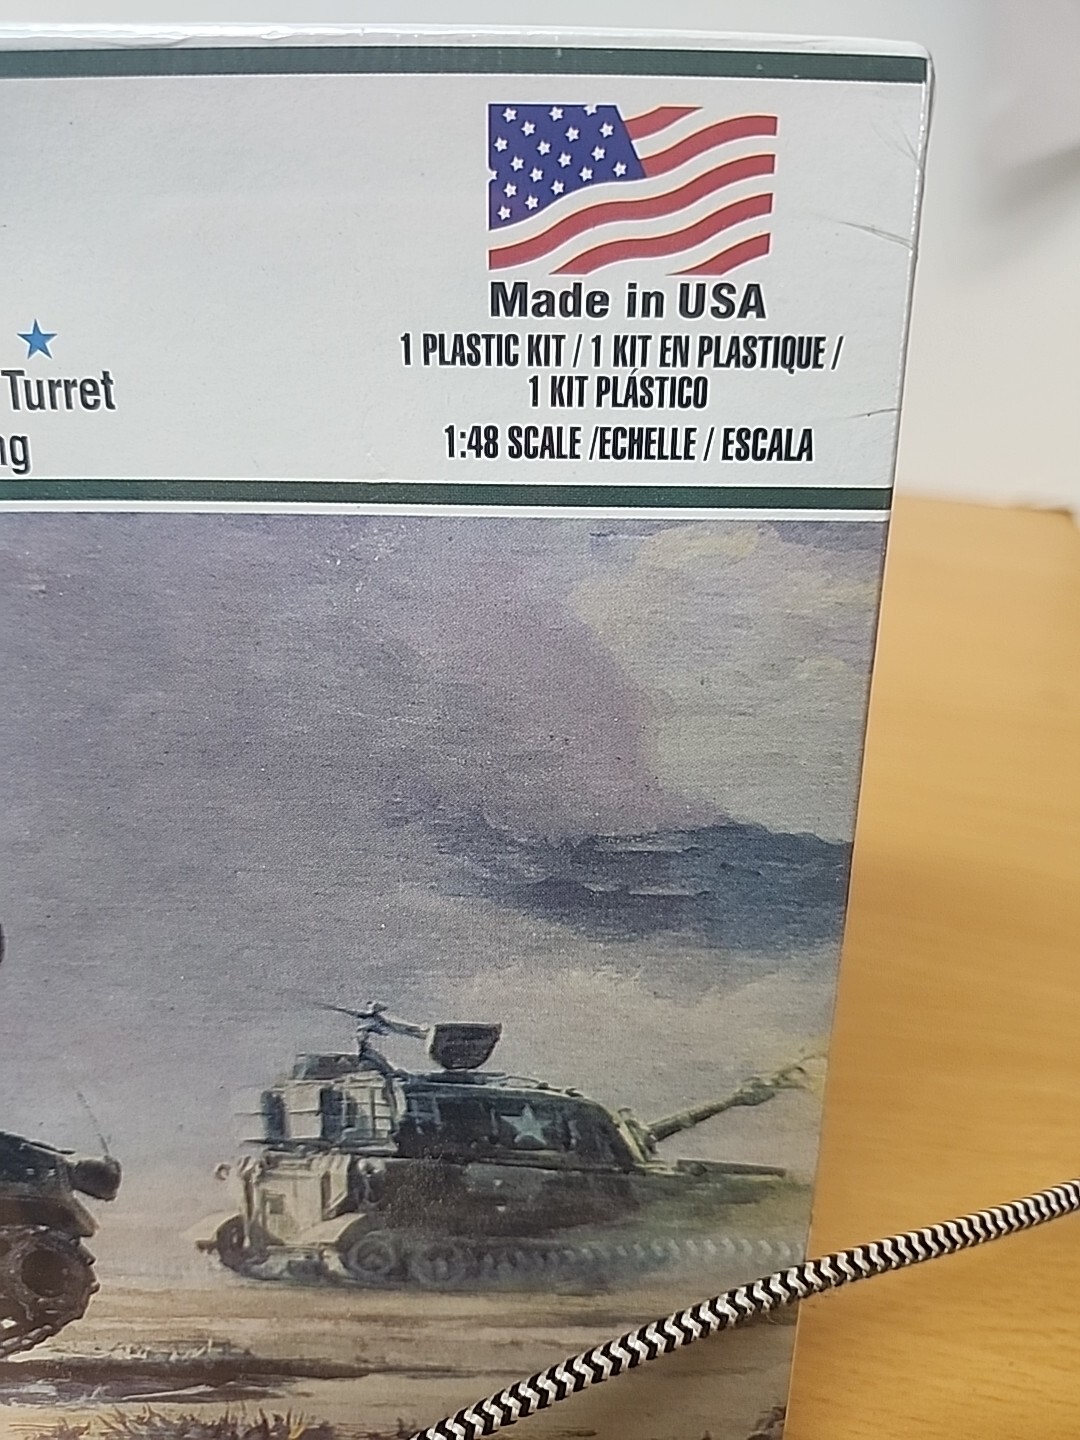 Made in USA
1 PLASTIC KIT / 1 KIT EN PLASTIQUE /
1 KIT PLÁSTICO
1:48 SCALE /ECHELLE / ESCALA
Turret